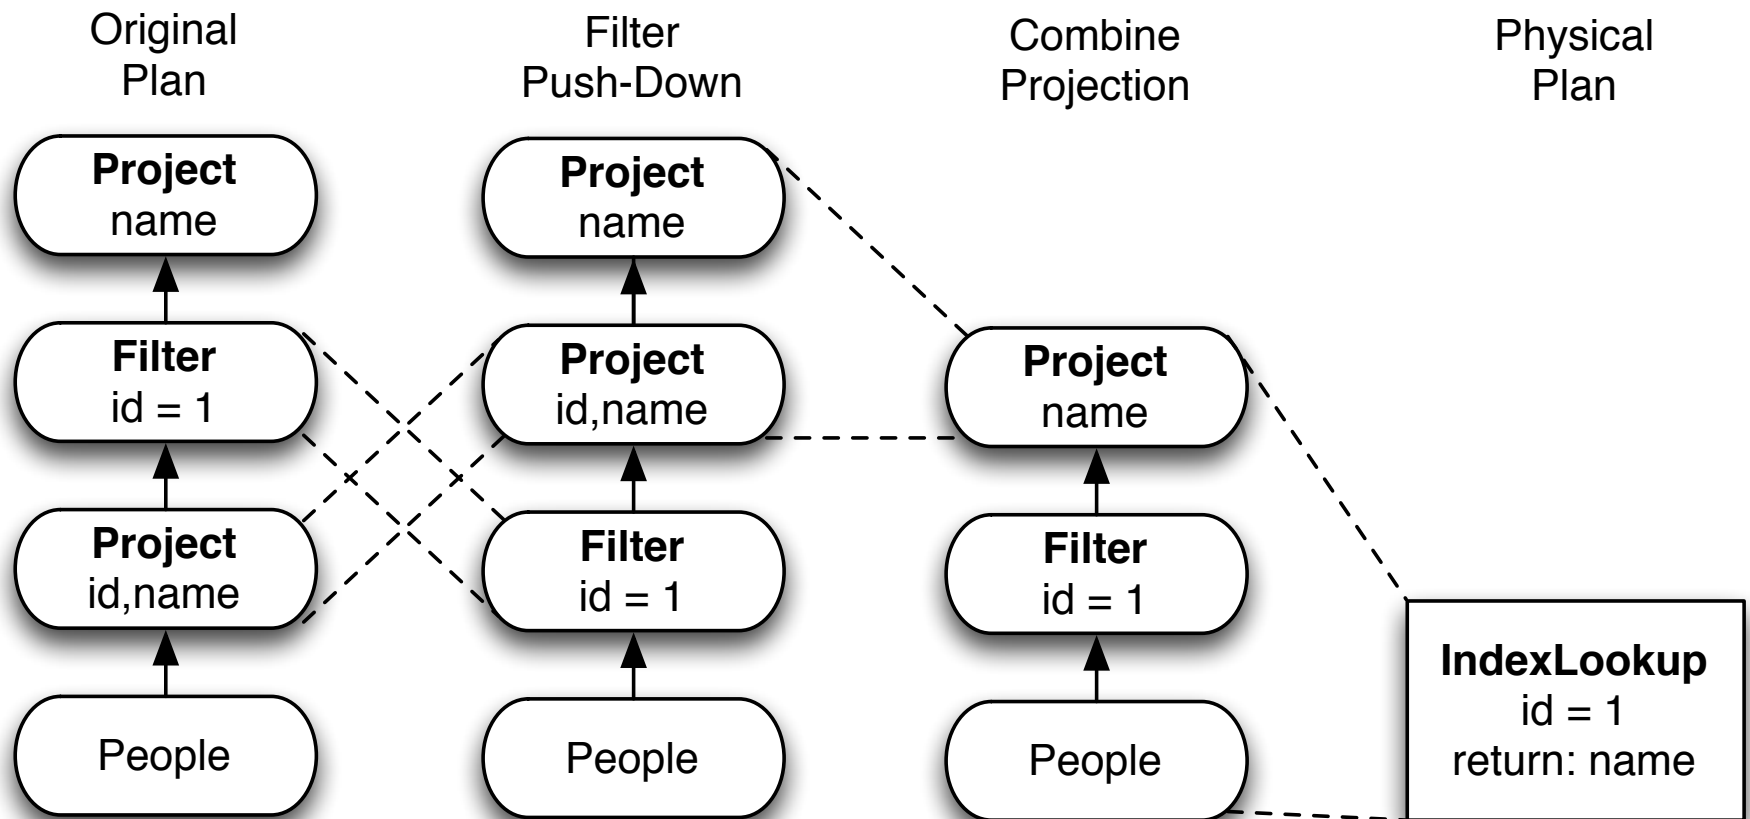 Original
Plan
Project
name
Filter
id = 1
Project
id,name
People
Filter
Push-Down
Project
name
Project
id,name
Filter
id = 1
People
Combine
Projection
Project
name
Filter
id = 1
People
Physical
Plan
IndexLookup
id = 1
return: name